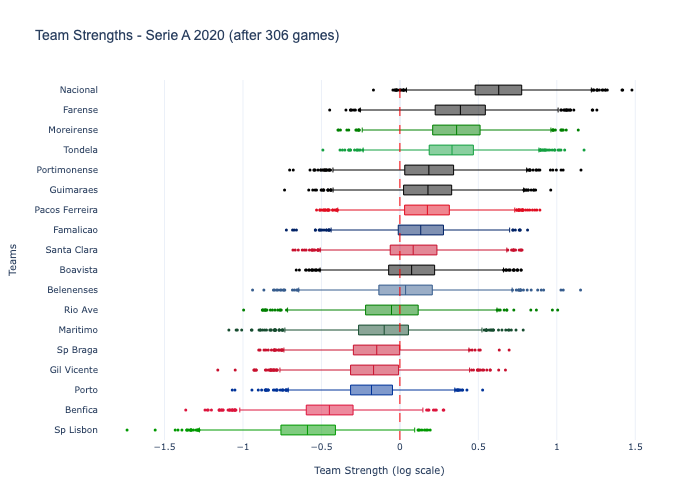 Team Strengths - Serie A 2020 (after 306 games)
Nacional
Farense
Moreirense
Tondela
Portimonense
Guimaraes
Pacos Ferreira
Famalicao
Santa Clara
Boavista
Belenenses
Rio Ave
Maritimo
Sp Braga
Gil Vicente
Porto
Benfica
Sp Lisbon
Teams
−1.5 −1 −0.5 0 0.5 1 1.5
Team Strength (log scale)